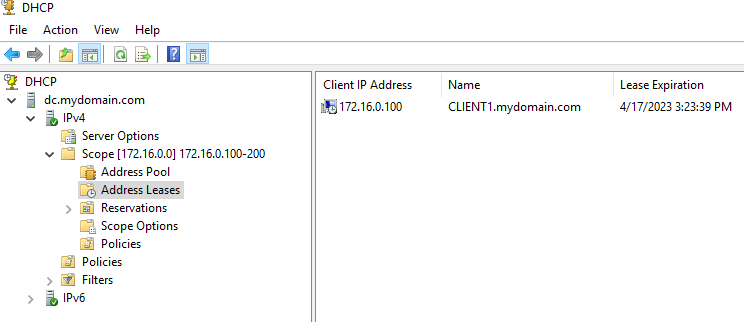 DHCP
File Action View Help
DHCP
dc.mydomain.com
IPv4
Server Options
Scope [172.16.0.0] 172.16.0.100-200
Address Pool
Address Leases
Reservations
Scope Options
Policies
Policies
Filters
IPv6
Client IP Address Name Lease Expiration
172.16.0.100 CLIENT1.mydomain.com 4/17/2023 3:23:39 PM